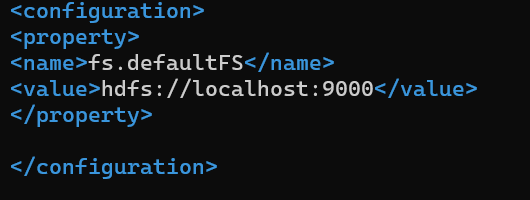 <configuration>
<property>
<name>fs.defaultFS</name>
<value>hdfs://localhost:9000</value>
</property>
</configuration>